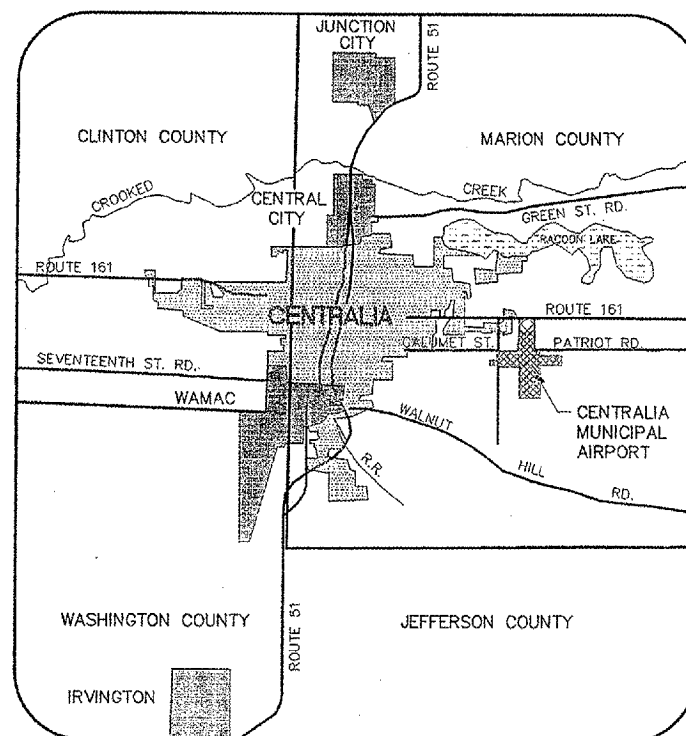 JUNCTION
CITY
ROUTE 51
CLINTON COUNTY
MARION COUNTY
CROOKED
CREEK
CENTRAL
CITY
GREEN ST. RD.
RACOON LAKE
ROUTE 161
CENTRALIA
ROUTE 161
CALUMET ST.
PATRIOT RD.
SEVENTEENTH ST. RD.
WAMAC
CENTRALIA
MUNICIPAL
AIRPORT
WALNUT
HILL
RD.
R.R.
WASHINGTON COUNTY
ROUTE 51
JEFFERSON COUNTY
IRVINGTON